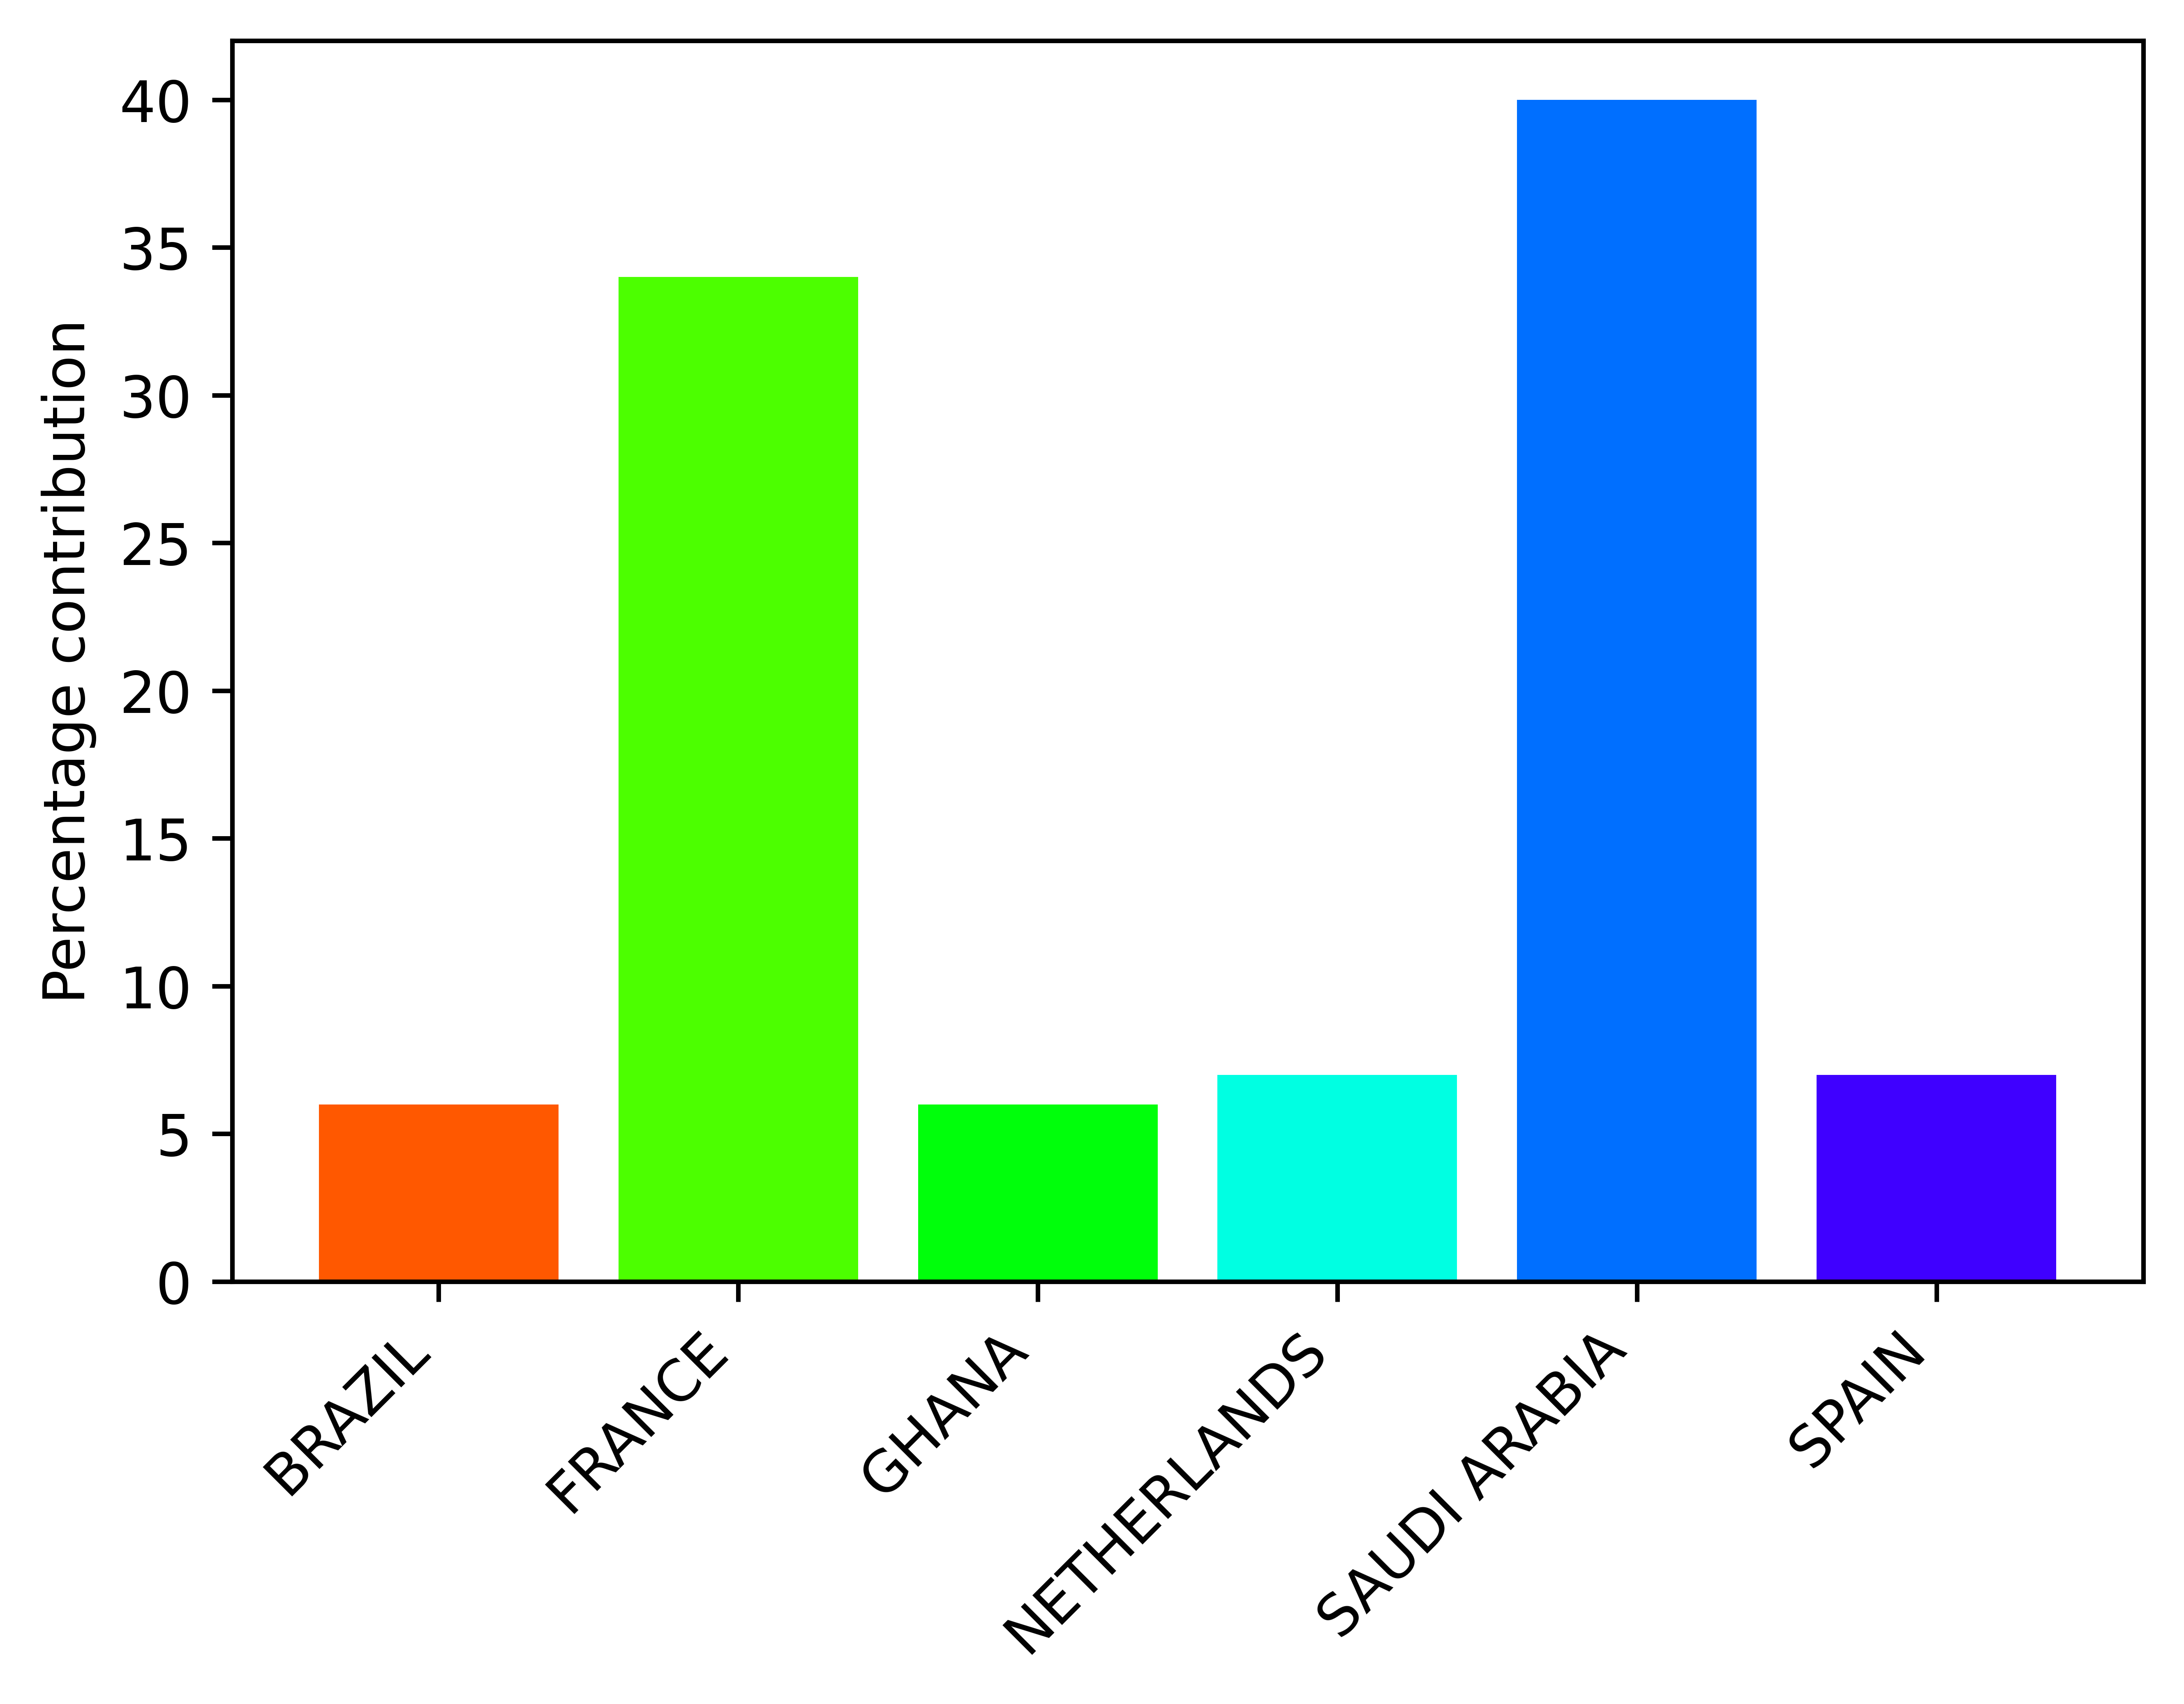 Percentage contribution
40
35
30
25
20
15
10
5
0
BRAZIL
FRANCE
GHANA
NETHERLANDS
SAUDI ARABIA
SPAIN